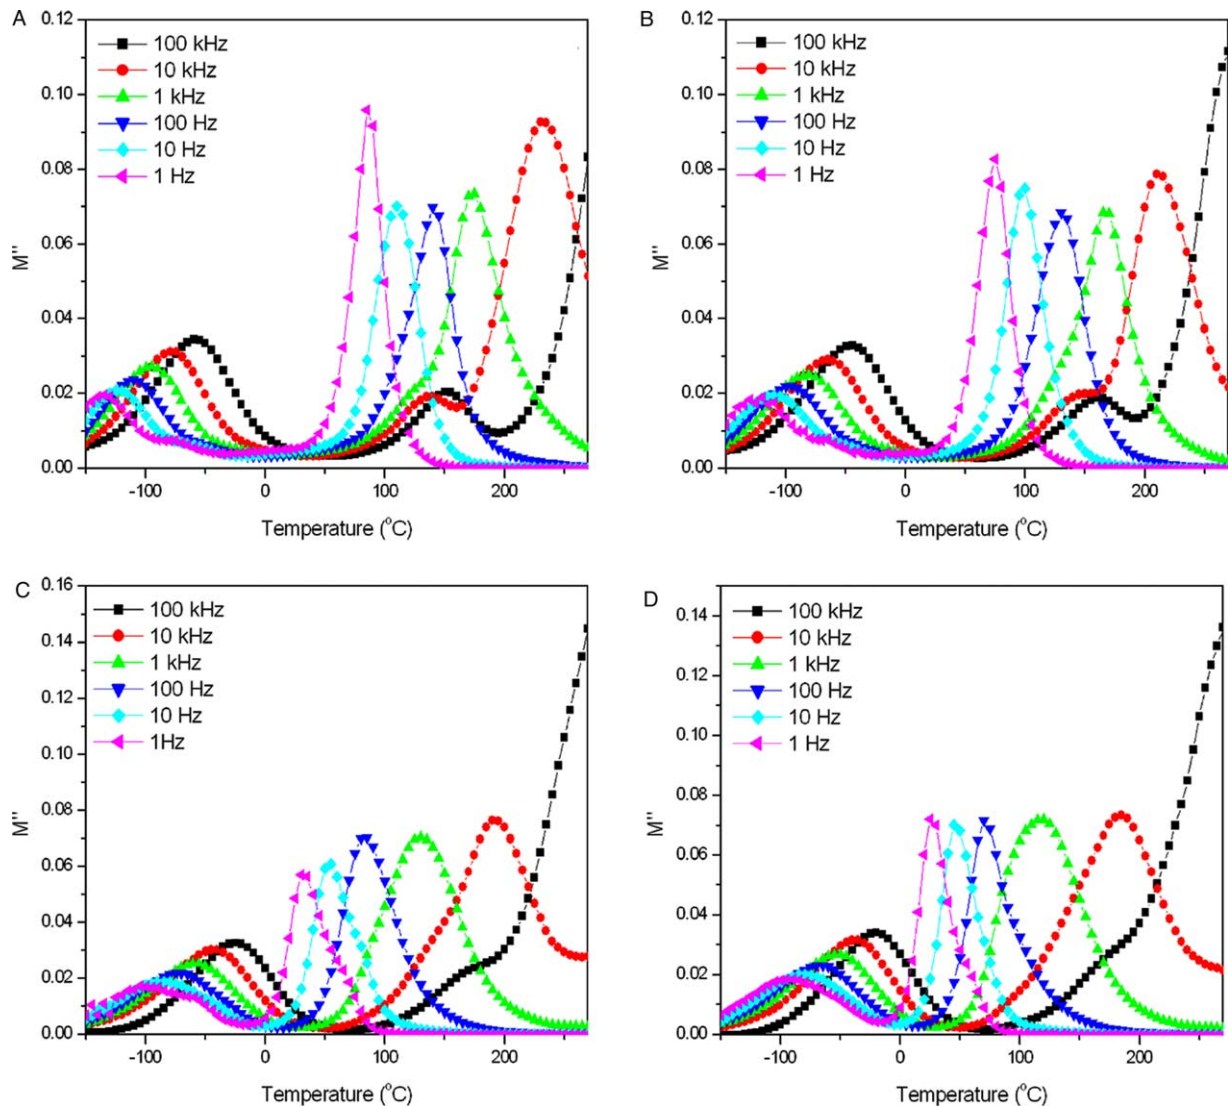 A
0.12
0.10
0.08
0.06
0.04
0.02
0.00
M"
100 kHz
10 kHz
1 kHz
100 Hz
10 Hz
1 Hz
-100
0
100
200
Temperature (°C)
B
0.12
0.10
0.08
0.06
0.04
0.02
0.00
M"
100 kHz
10 kHz
1 kHz
100 Hz
10 Hz
1 Hz
-100
0
100
200
Temperature (°C)
C
0.16
0.14
0.12
0.10
0.08
0.06
0.04
0.02
0.00
M"
100 kHz
10 kHz
1 kHz
100 Hz
10 Hz
1Hz
-100
0
100
200
Temperature (°C)
D
0.14
0.12
0.10
0.08
0.06
0.04
0.02
0.00
M"
100 kHz
10 kHz
1 kHz
100 Hz
10 Hz
1 Hz
-100
0
100
200
Temperature (°C)